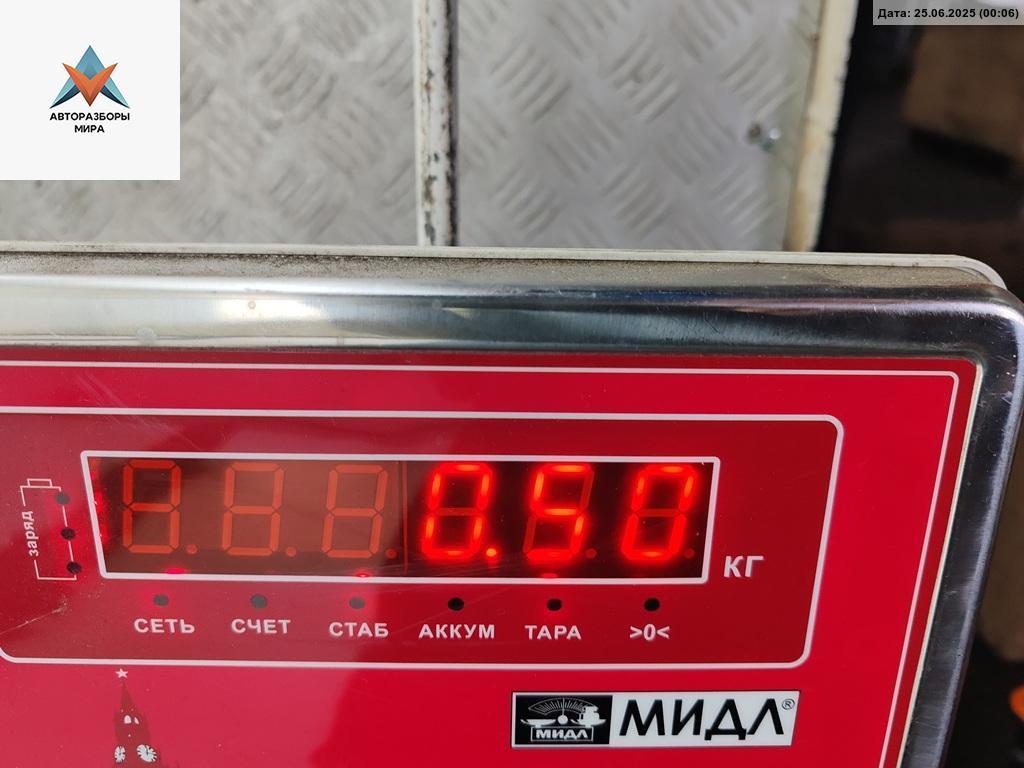 Дата: 25.06.2025 (00:06)
АВТОРАЗБОРЫ
МИРА
заряд
0.50
КГ
СЕТЬ СЧЕТ СТАБ АККУМ ТАРА >0<
МИДЛ МИДЛ®